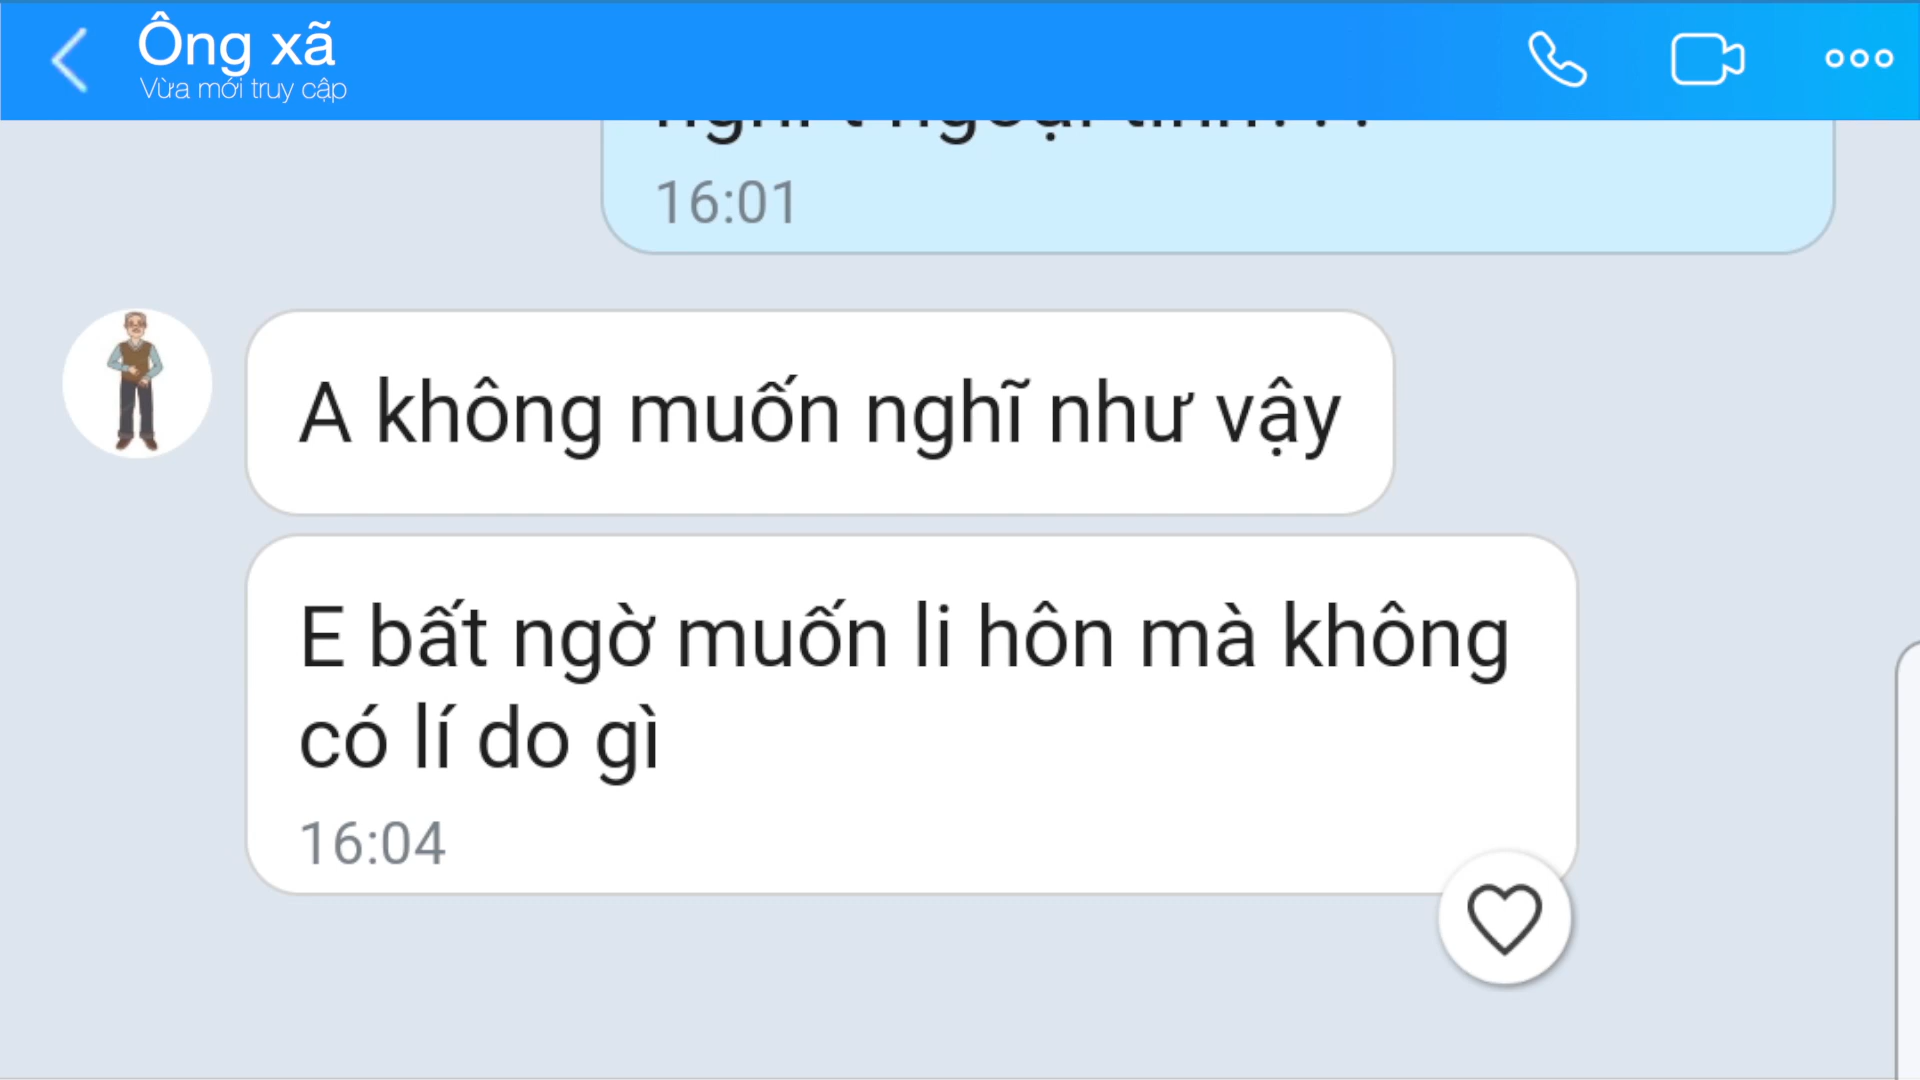 Ông xã
Vừa mới truy cập
16:01
A không muốn nghĩ như vậy
E bất ngờ muốn li hôn mà không
có lí do gì
16:04